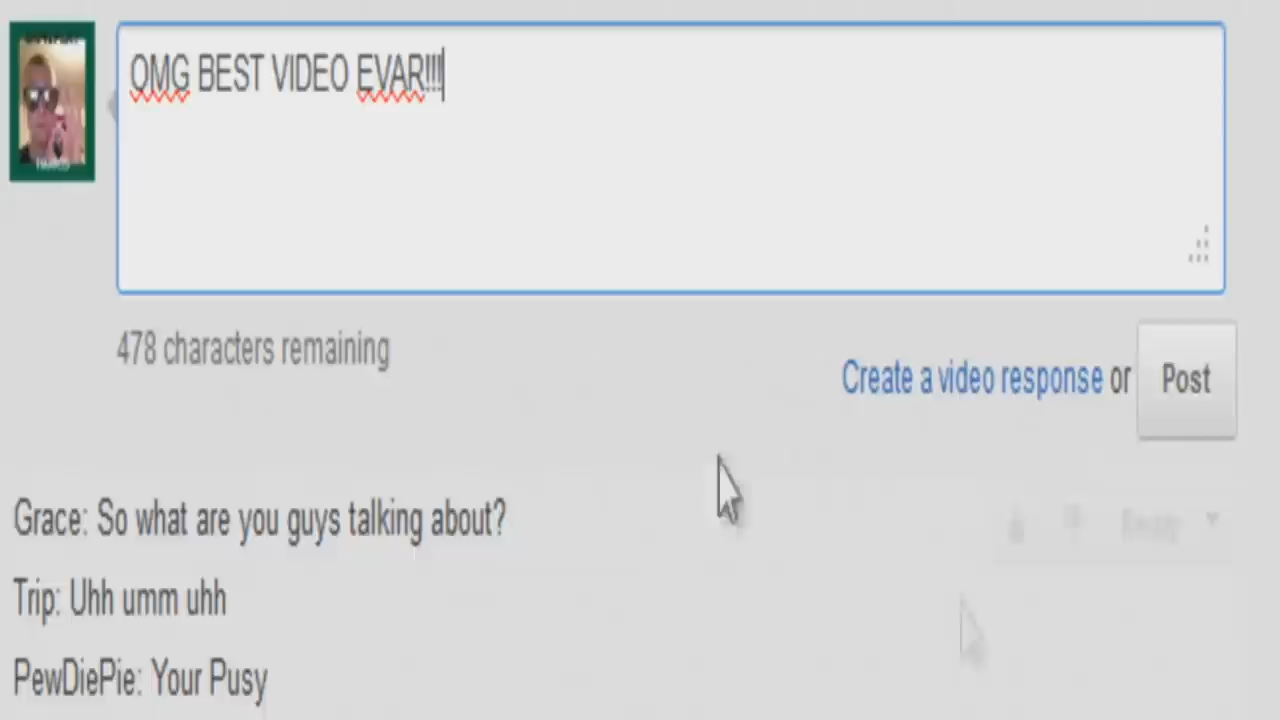 OMG BEST VIDEO EVAR!!!
478 characters remaining
Create a video response or Post
Grace: So what are you guys talking about?
Reply
Trip: Uhh umm uhh
PewDiePie: Your Pusy